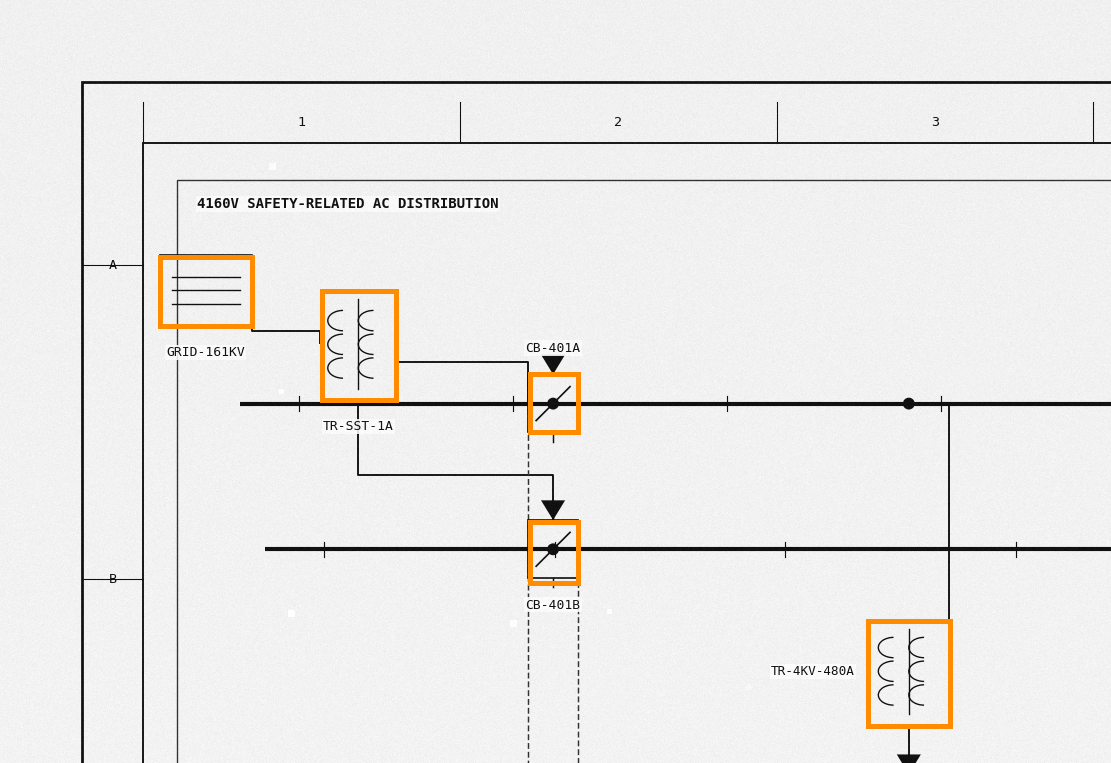 1 2 3
4160V SAFETY-RELATED AC DISTRIBUTION
A
GRID-161KV
CB-401A
TR-SST-1A
B
CB-401B
TR-4KV-480A